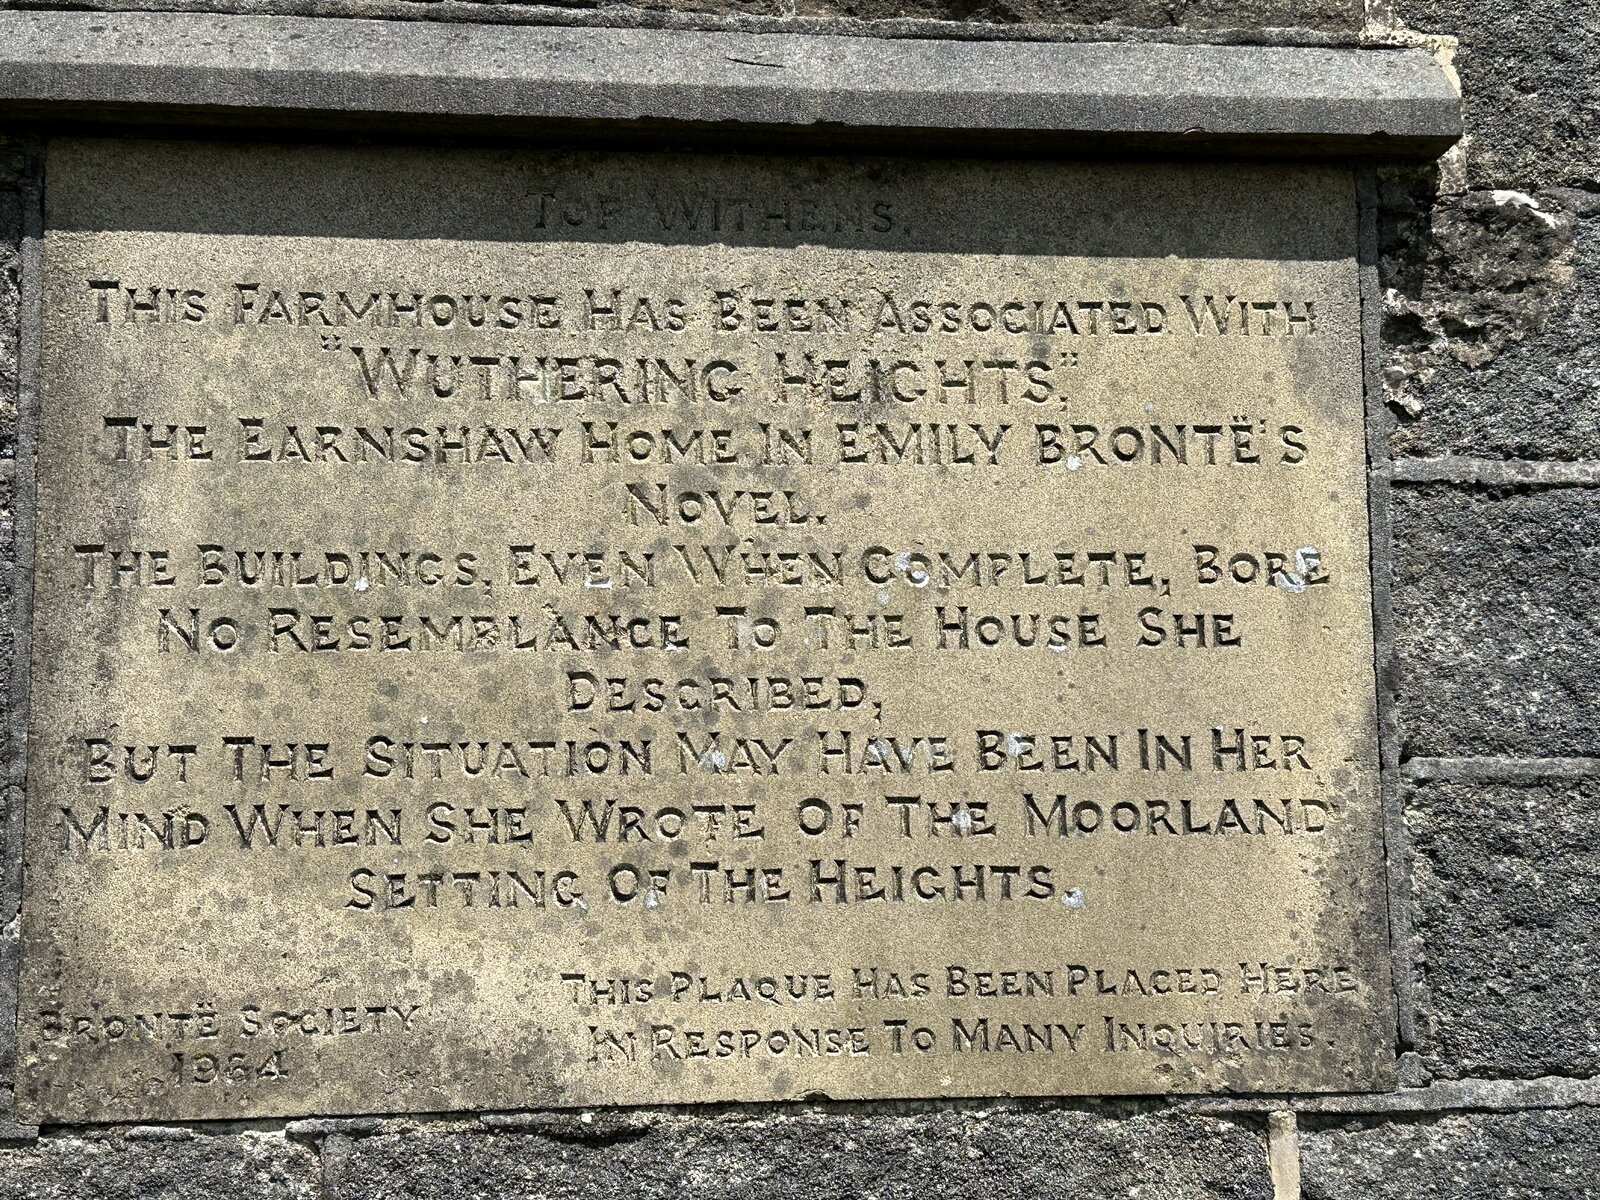 TOP WITHENS.
THIS FARMHOUSE HAS BEEN ASSOCIATED WITH
"WUTHERING HEIGHTS",
THE EARNSHAW HOME IN EMILY BRONTË'S
NOVEL.
THE BUILDINGS, EVEN WHEN COMPLETE, BORE
NO RESEMBLANCE TO THE HOUSE SHE
DESCRIBED,
BUT THE SITUATION MAY HAVE BEEN IN HER
MIND WHEN SHE WROTE OF THE MOORLAND
SETTING OF THE HEIGHTS.
BRONTË SOCIETY
1964
THIS PLAQUE HAS BEEN PLACED HERE
IN RESPONSE TO MANY INQUIRIES.